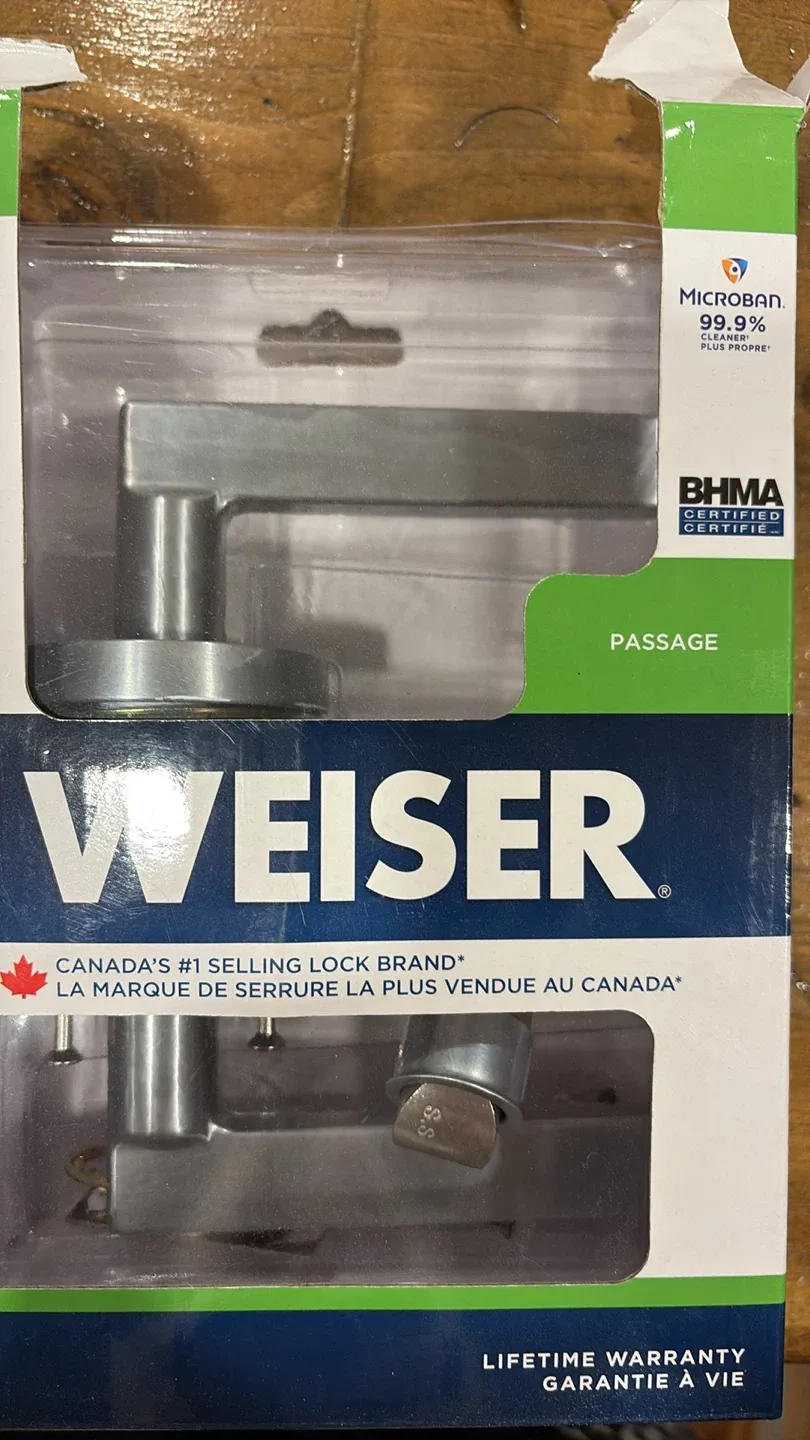 MICROBAN®
99.9%
CLEANER†
PLUS PROPRE†
BHMA
CERTIFIED
CERTIFIÉ
PASSAGE
WEISER®
CANADA'S #1 SELLING LOCK BRAND*
LA MARQUE DE SERRURE LA PLUS VENDUE AU CANADA*
S.S
LIFETIME WARRANTY
GARANTIE À VIE